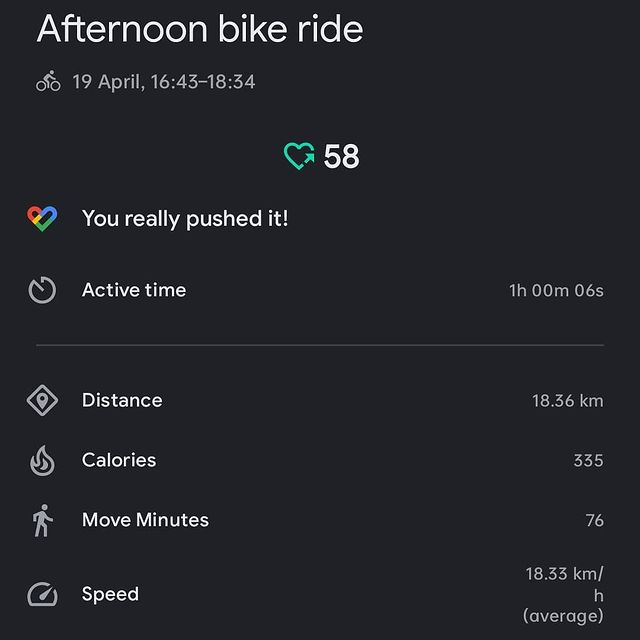 Afternoon bike ride
19 April, 16:43–18:34
58
You really pushed it!
Active time 1h 00m 06s
Distance 18.36 km
Calories 335
Move Minutes 76
Speed 18.33 km/
h
(average)